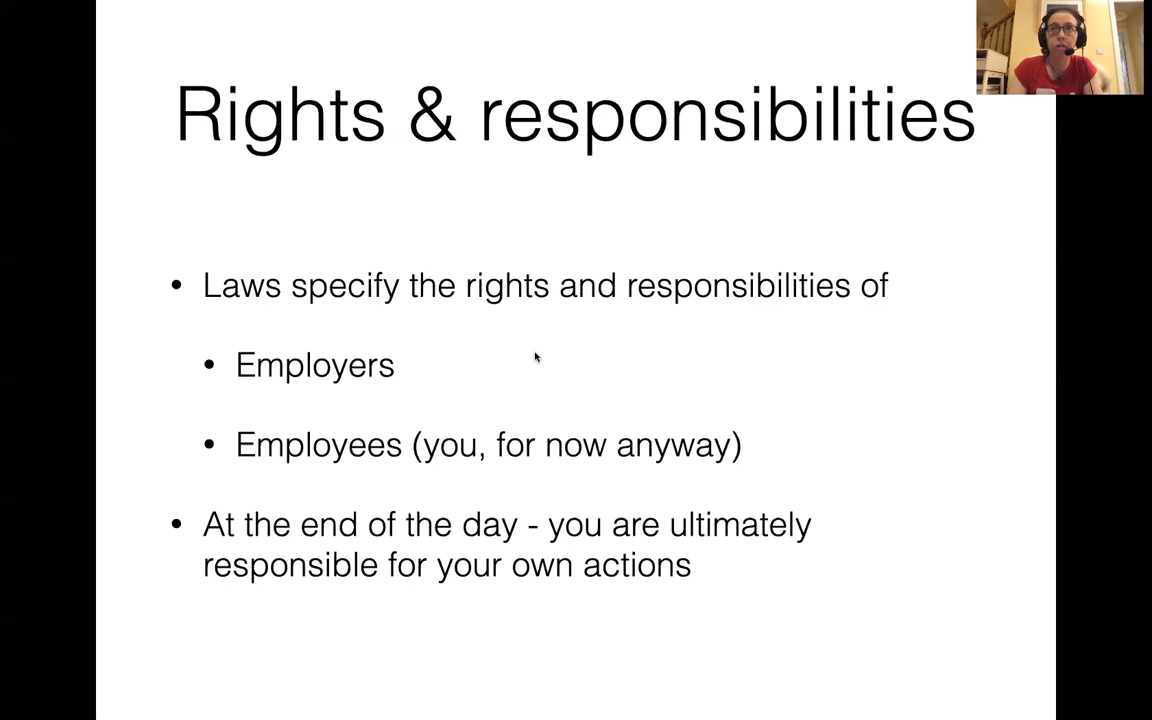 Rights & responsibilities
• Laws specify the rights and responsibilities of
• Employers
• Employees (you, for now anyway)
• At the end of the day - you are ultimately
responsible for your own actions